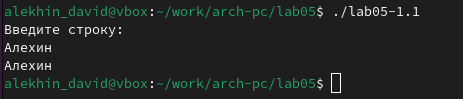 alekhin_david@vbox:~/work/arch-pc/lab05$ ./lab05-1.1
Введите строку:
Алехин
Алехин
alekhin_david@vbox:~/work/arch-pc/lab05$